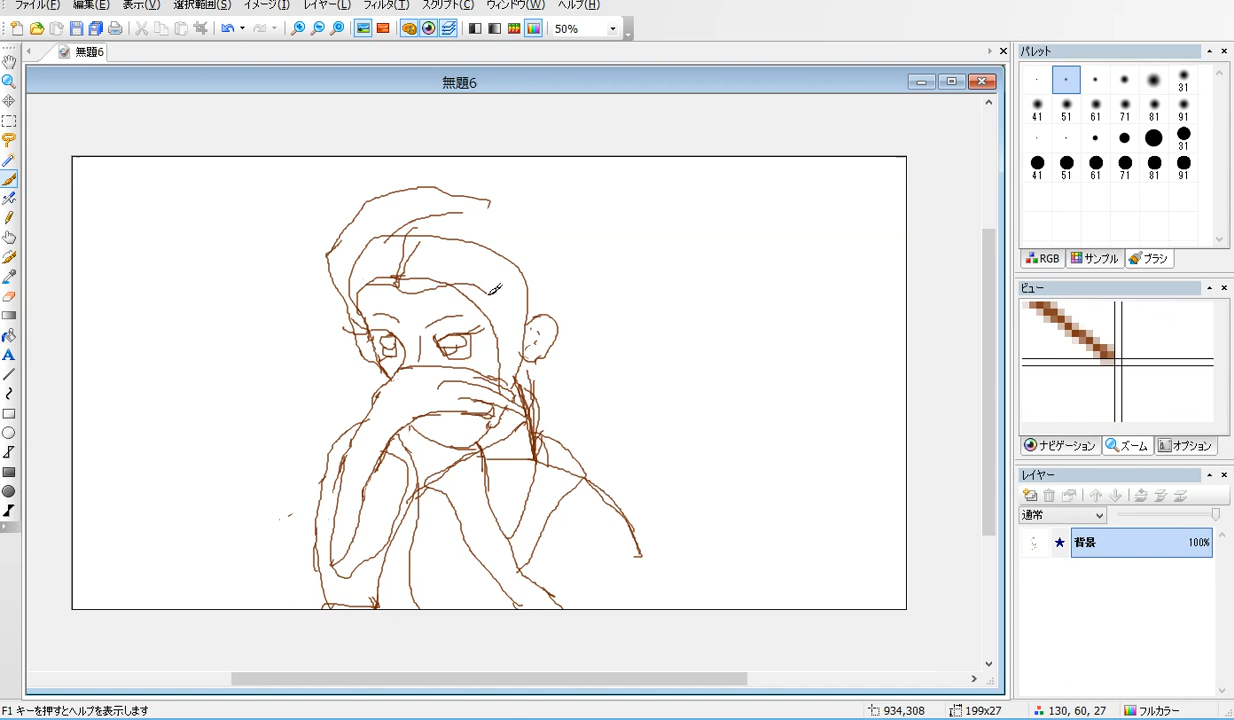 ファイル(F) 編集(E) 表示(V) 選択範囲(S) イメージ(I) レイヤー(L) フィルタ(T) スクリプト(C) ウィンドウ(W) ヘルプ(H)
50%
無題6
無題6
パレット
31
41 51 61 71 81 91
31
41 51 61 71 81 91
RGB サンプル ブラシ
ビュー
ナビゲーション ズーム オプション
レイヤー
通常
背景 100%
F1 キーを押すとヘルプを表示します 934,308 199x27 130, 60, 27 フルカラー